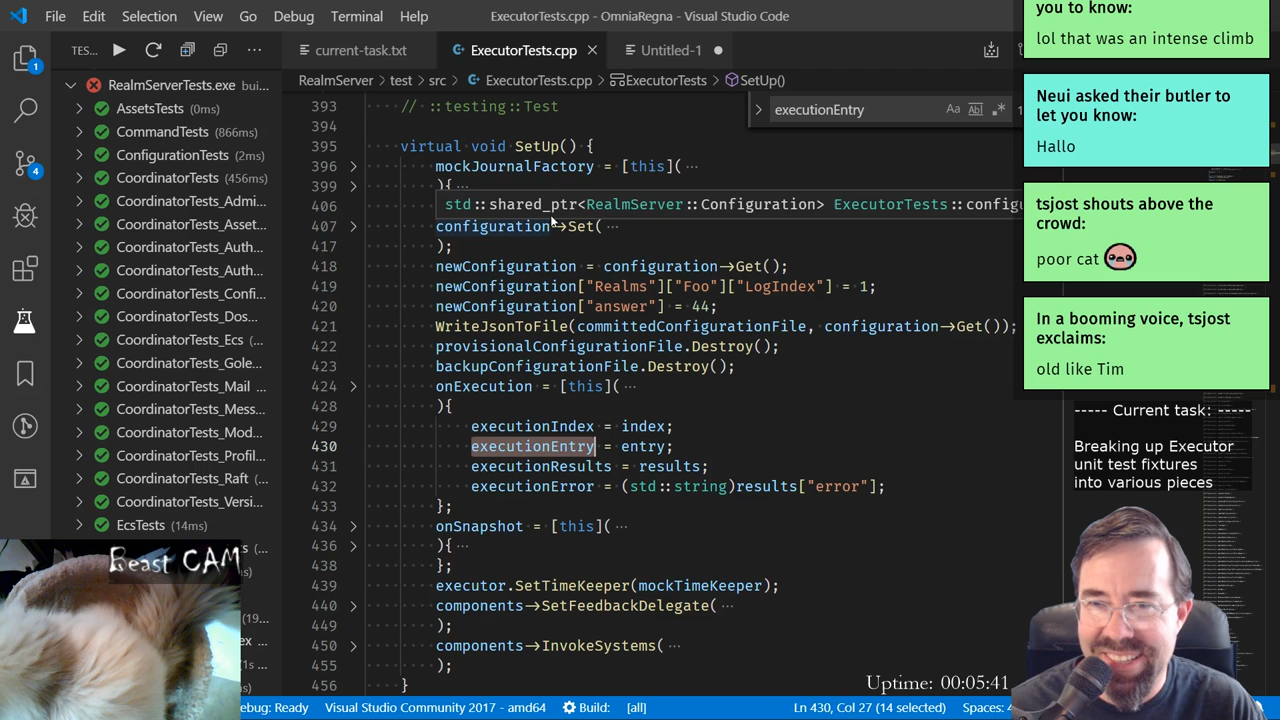 File Edit Selection View Go Debug Terminal Help
ExecutorTests.cpp - OmniaRegna - Visual Studio Code
TES...
current-task.txt
ExecutorTests.cpp
Untitled-1
RealmServer > test > src > ExecutorTests.cpp > ExecutorTests > SetUp()
executionEntry
RealmServerTests.exe bui...
AssetsTests (0ms)
CommandTests (866ms)
ConfigurationTests (2ms)
CoordinatorTests (456ms)
CoordinatorTests_Admi...
CoordinatorTests_Asset...
CoordinatorTests_Auth...
CoordinatorTests_Auth...
CoordinatorTests_Confi...
CoordinatorTests_Dos...
CoordinatorTests_Ecs (...
CoordinatorTests_Gole...
CoordinatorTests_Mail ...
CoordinatorTests_Mess...
CoordinatorTests_Mod...
CoordinatorTests_Profil...
CoordinatorTests_Raft ...
CoordinatorTests_Versi...
EcsTests (14ms)
Beast CAM
393 // ::testing::Test
394
395 virtual void SetUp() {
396 mockJournalFactory = [this](...
399 ){...
406
std::shared_ptr<RealmServer::Configuration> ExecutorTests::configu
407 configuration->Set(...
417 );
418 newConfiguration = configuration->Get();
419 newConfiguration["Realms"]["Foo"]["LogIndex"] = 1;
420 newConfiguration["answer"] = 44;
421 WriteJsonToFile(committedConfigurationFile, configuration->Get());
422 provisionalConfigurationFile.Destroy();
423 backupConfigurationFile.Destroy();
424 onExecution = [this](...
428 ){
429 executionIndex = index;
430 executionEntry = entry;
431 executionResults = results;
432 executionError = (std::string)results["error"];
433 };
434 onSnapshot = [this](...
436 ){...
438 };
439 executor.SetTimeKeeper(mockTimeKeeper);
440 components->SetFeedbackDelegate(...
449 );
450 components->InvokeSystems(...
455 );
456 }
you to know:
lol that was an intense climb
Neui asked their butler to
let you know:
Hallo
tsjost shouts above the
crowd:
poor cat
In a booming voice, tsjost
exclaims:
old like Tim
----- Current task: -----
Breaking up Executor
unit test fixtures
into various pieces
Uptime: 00:05:41
ebug: Ready
Visual Studio Community 2017 - amd64
Build:
[all]
Ln 430, Col 27 (14 selected)
Spaces: 4